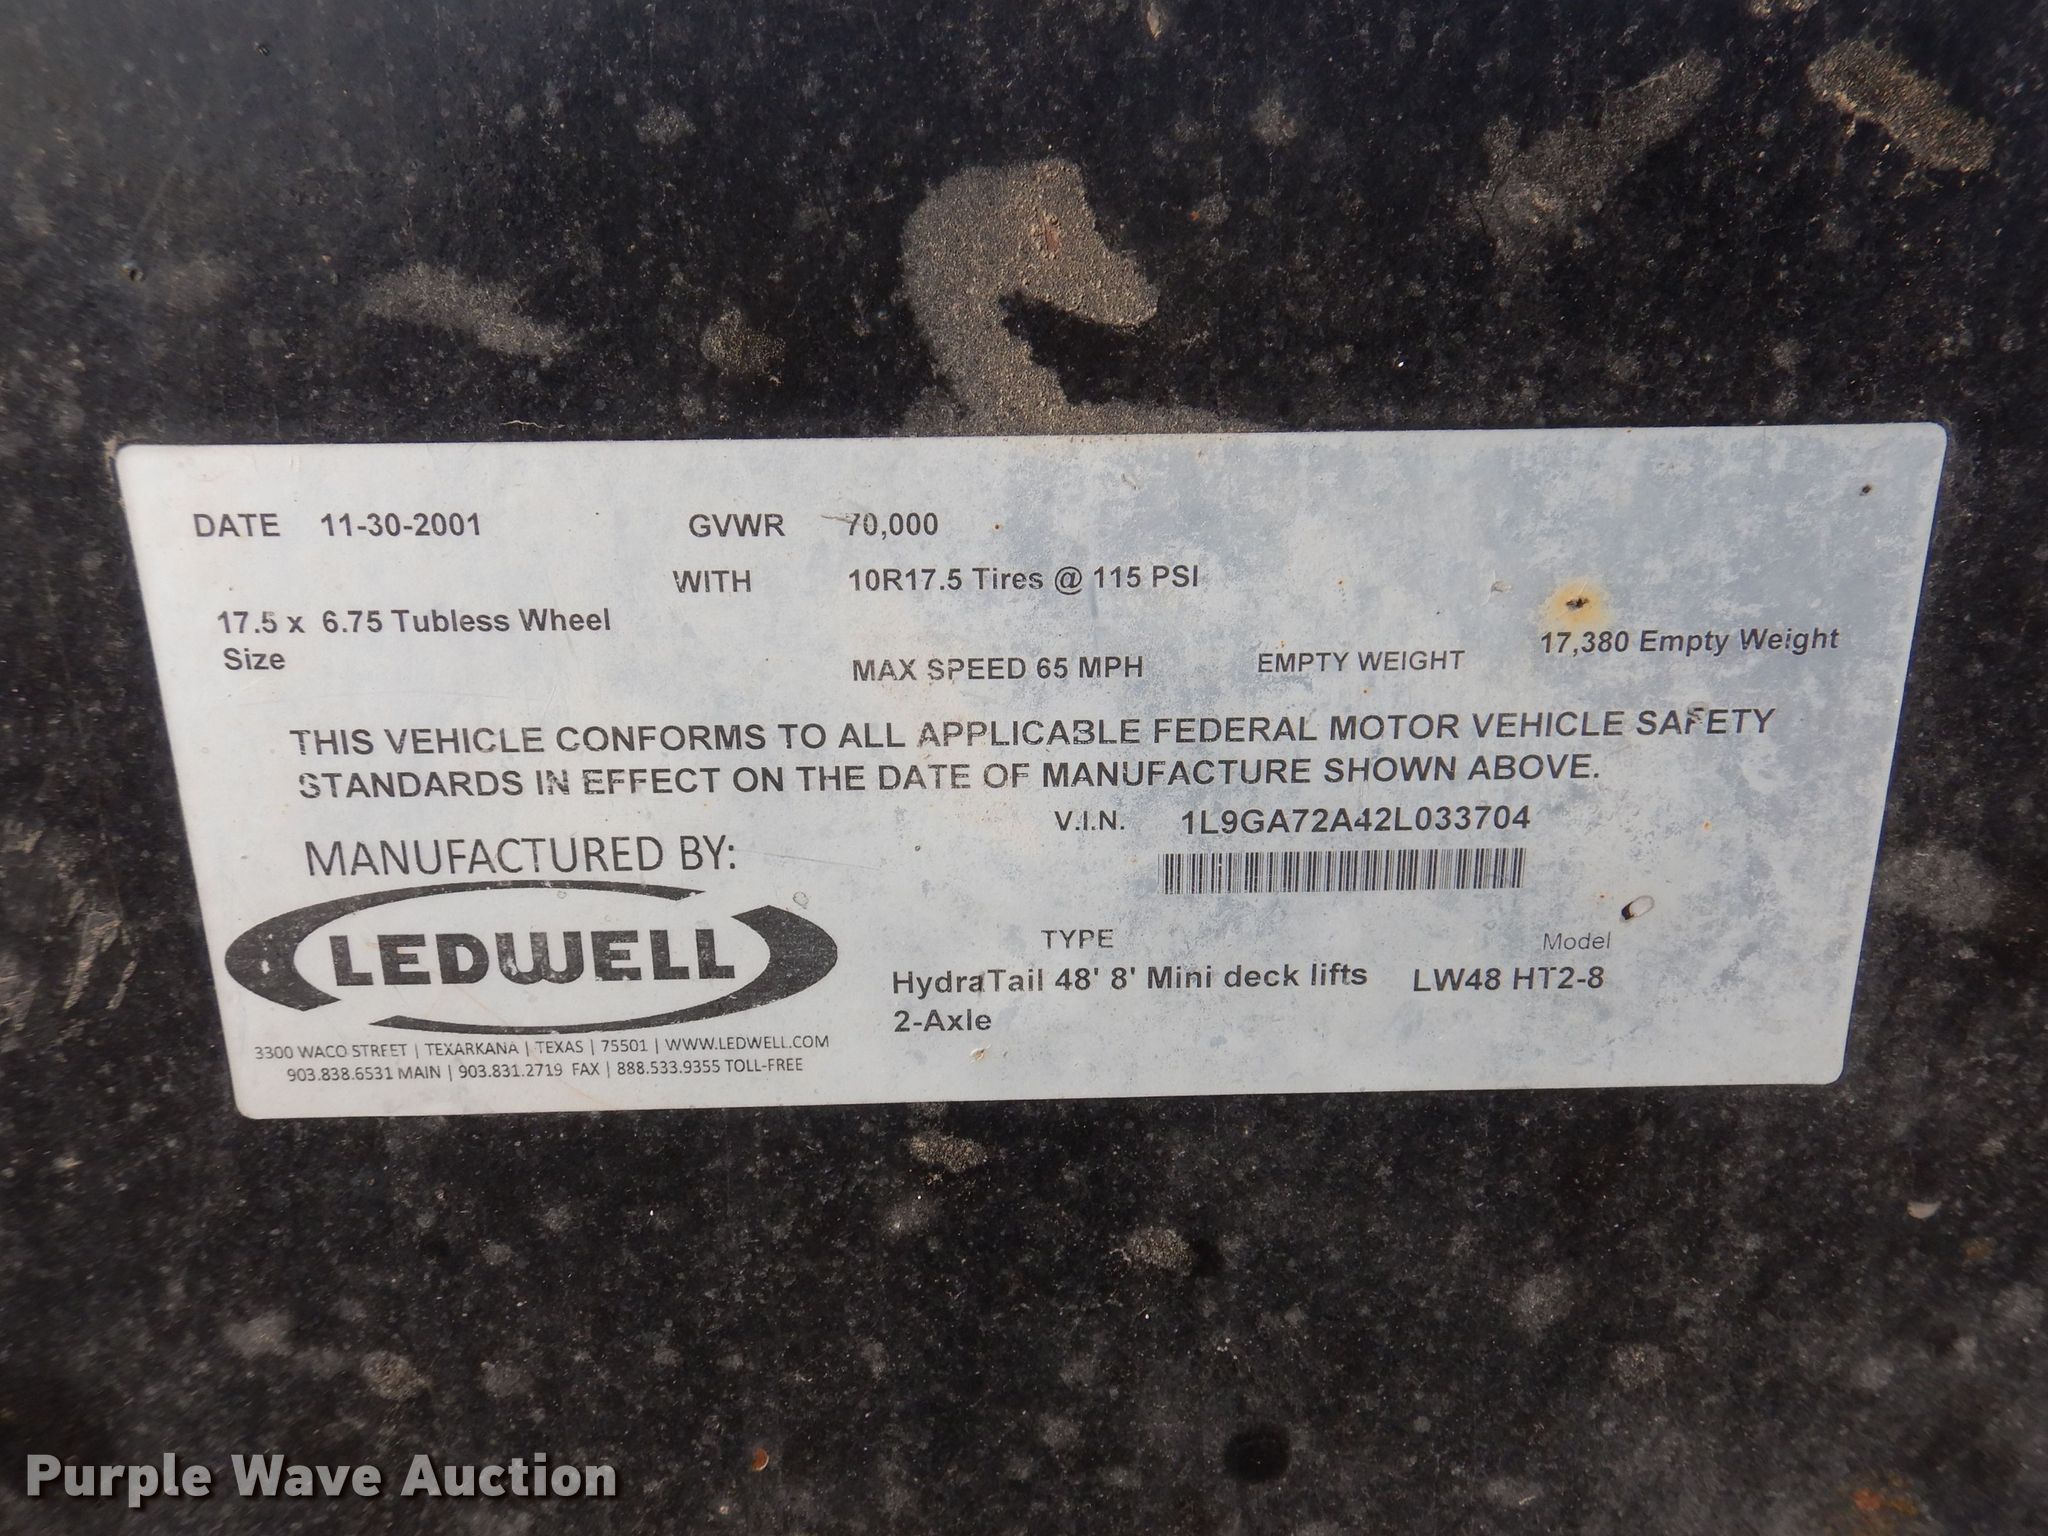 DATE 11-30-2001 GVWR 70,000
WITH 10R17.5 Tires @ 115 PSI
17.5 x 6.75 Tubless Wheel
Size
MAX SPEED 65 MPH EMPTY WEIGHT 17,380 Empty Weight
THIS VEHICLE CONFORMS TO ALL APPLICABLE FEDERAL MOTOR VEHICLE SAFETY
STANDARDS IN EFFECT ON THE DATE OF MANUFACTURE SHOWN ABOVE.
V.I.N. 1L9GA72A42L033704
MANUFACTURED BY:
LEDWELL
3300 WACO STREET | TEXARKANA | TEXAS | 75501 | WWW.LEDWELL.COM
903.838.6531 MAIN | 903.831.2719 FAX | 888.533.9355 TOLL-FREE
TYPE Model
HydraTail 48' 8' Mini deck lifts LW48 HT2-8
2-Axle
Purple Wave Auction